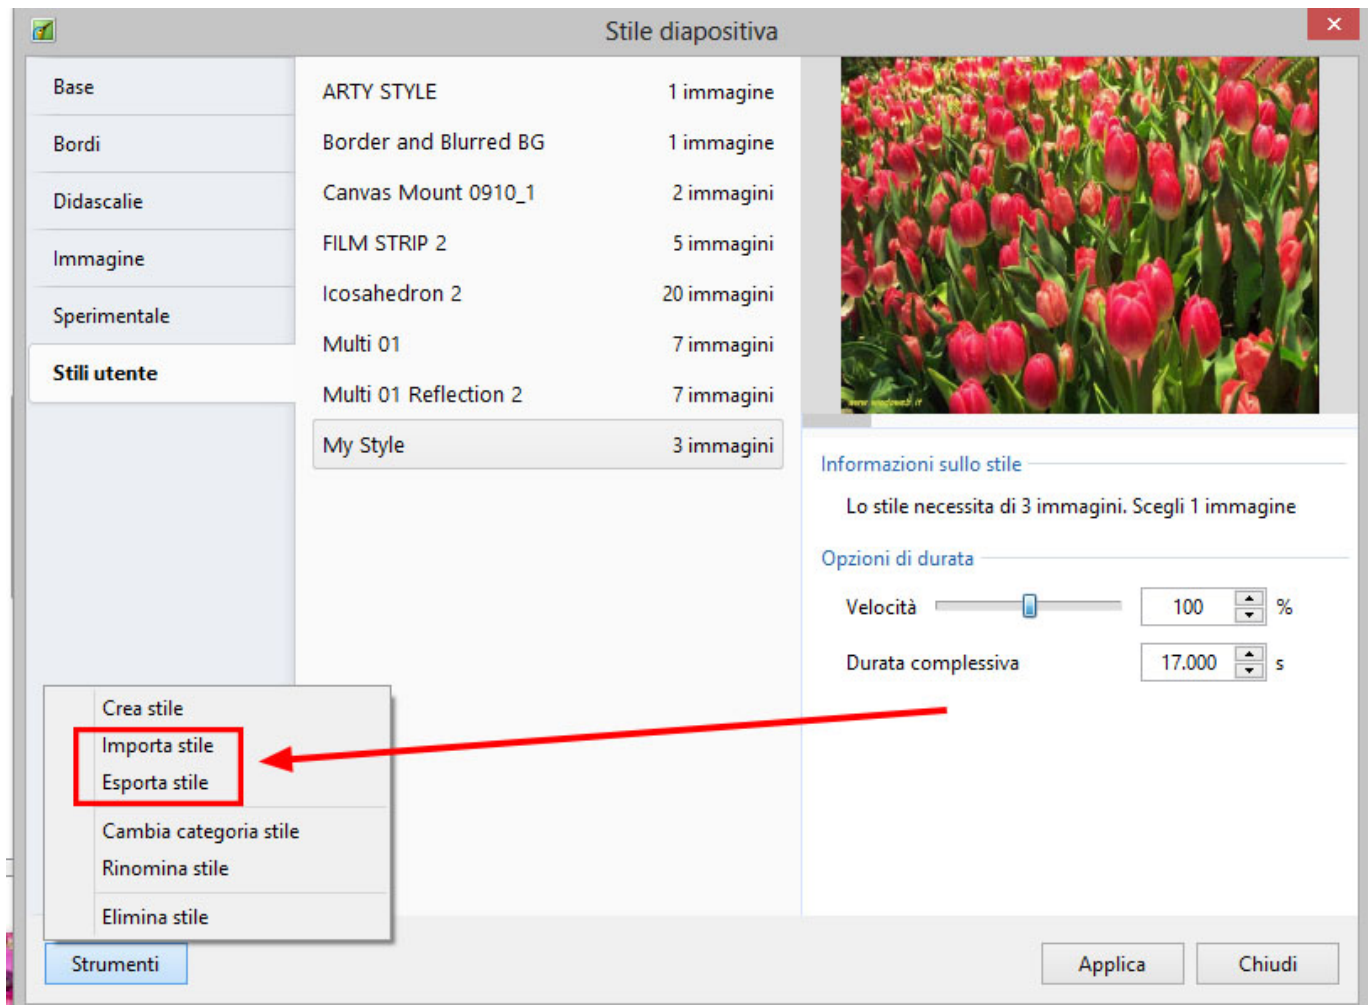 Stile diapositiva
Base
Bordi
Didascalie
Immagine
Sperimentale
Stili utente
ARTY STYLE 1 immagine
Border and Blurred BG 1 immagine
Canvas Mount 0910_1 2 immagini
FILM STRIP 2 5 immagini
Icosahedron 2 20 immagini
Multi 01 7 immagini
Multi 01 Reflection 2 7 immagini
My Style 3 immagini
Informazioni sullo stile
Lo stile necessita di 3 immagini. Scegli 1 immagine
Opzioni di durata
Velocità 100 %
Durata complessiva 17.000 s
Crea stile
Importa stile
Esporta stile
Cambia categoria stile
Rinomina stile
Elimina stile
Strumenti
Applica
Chiudi